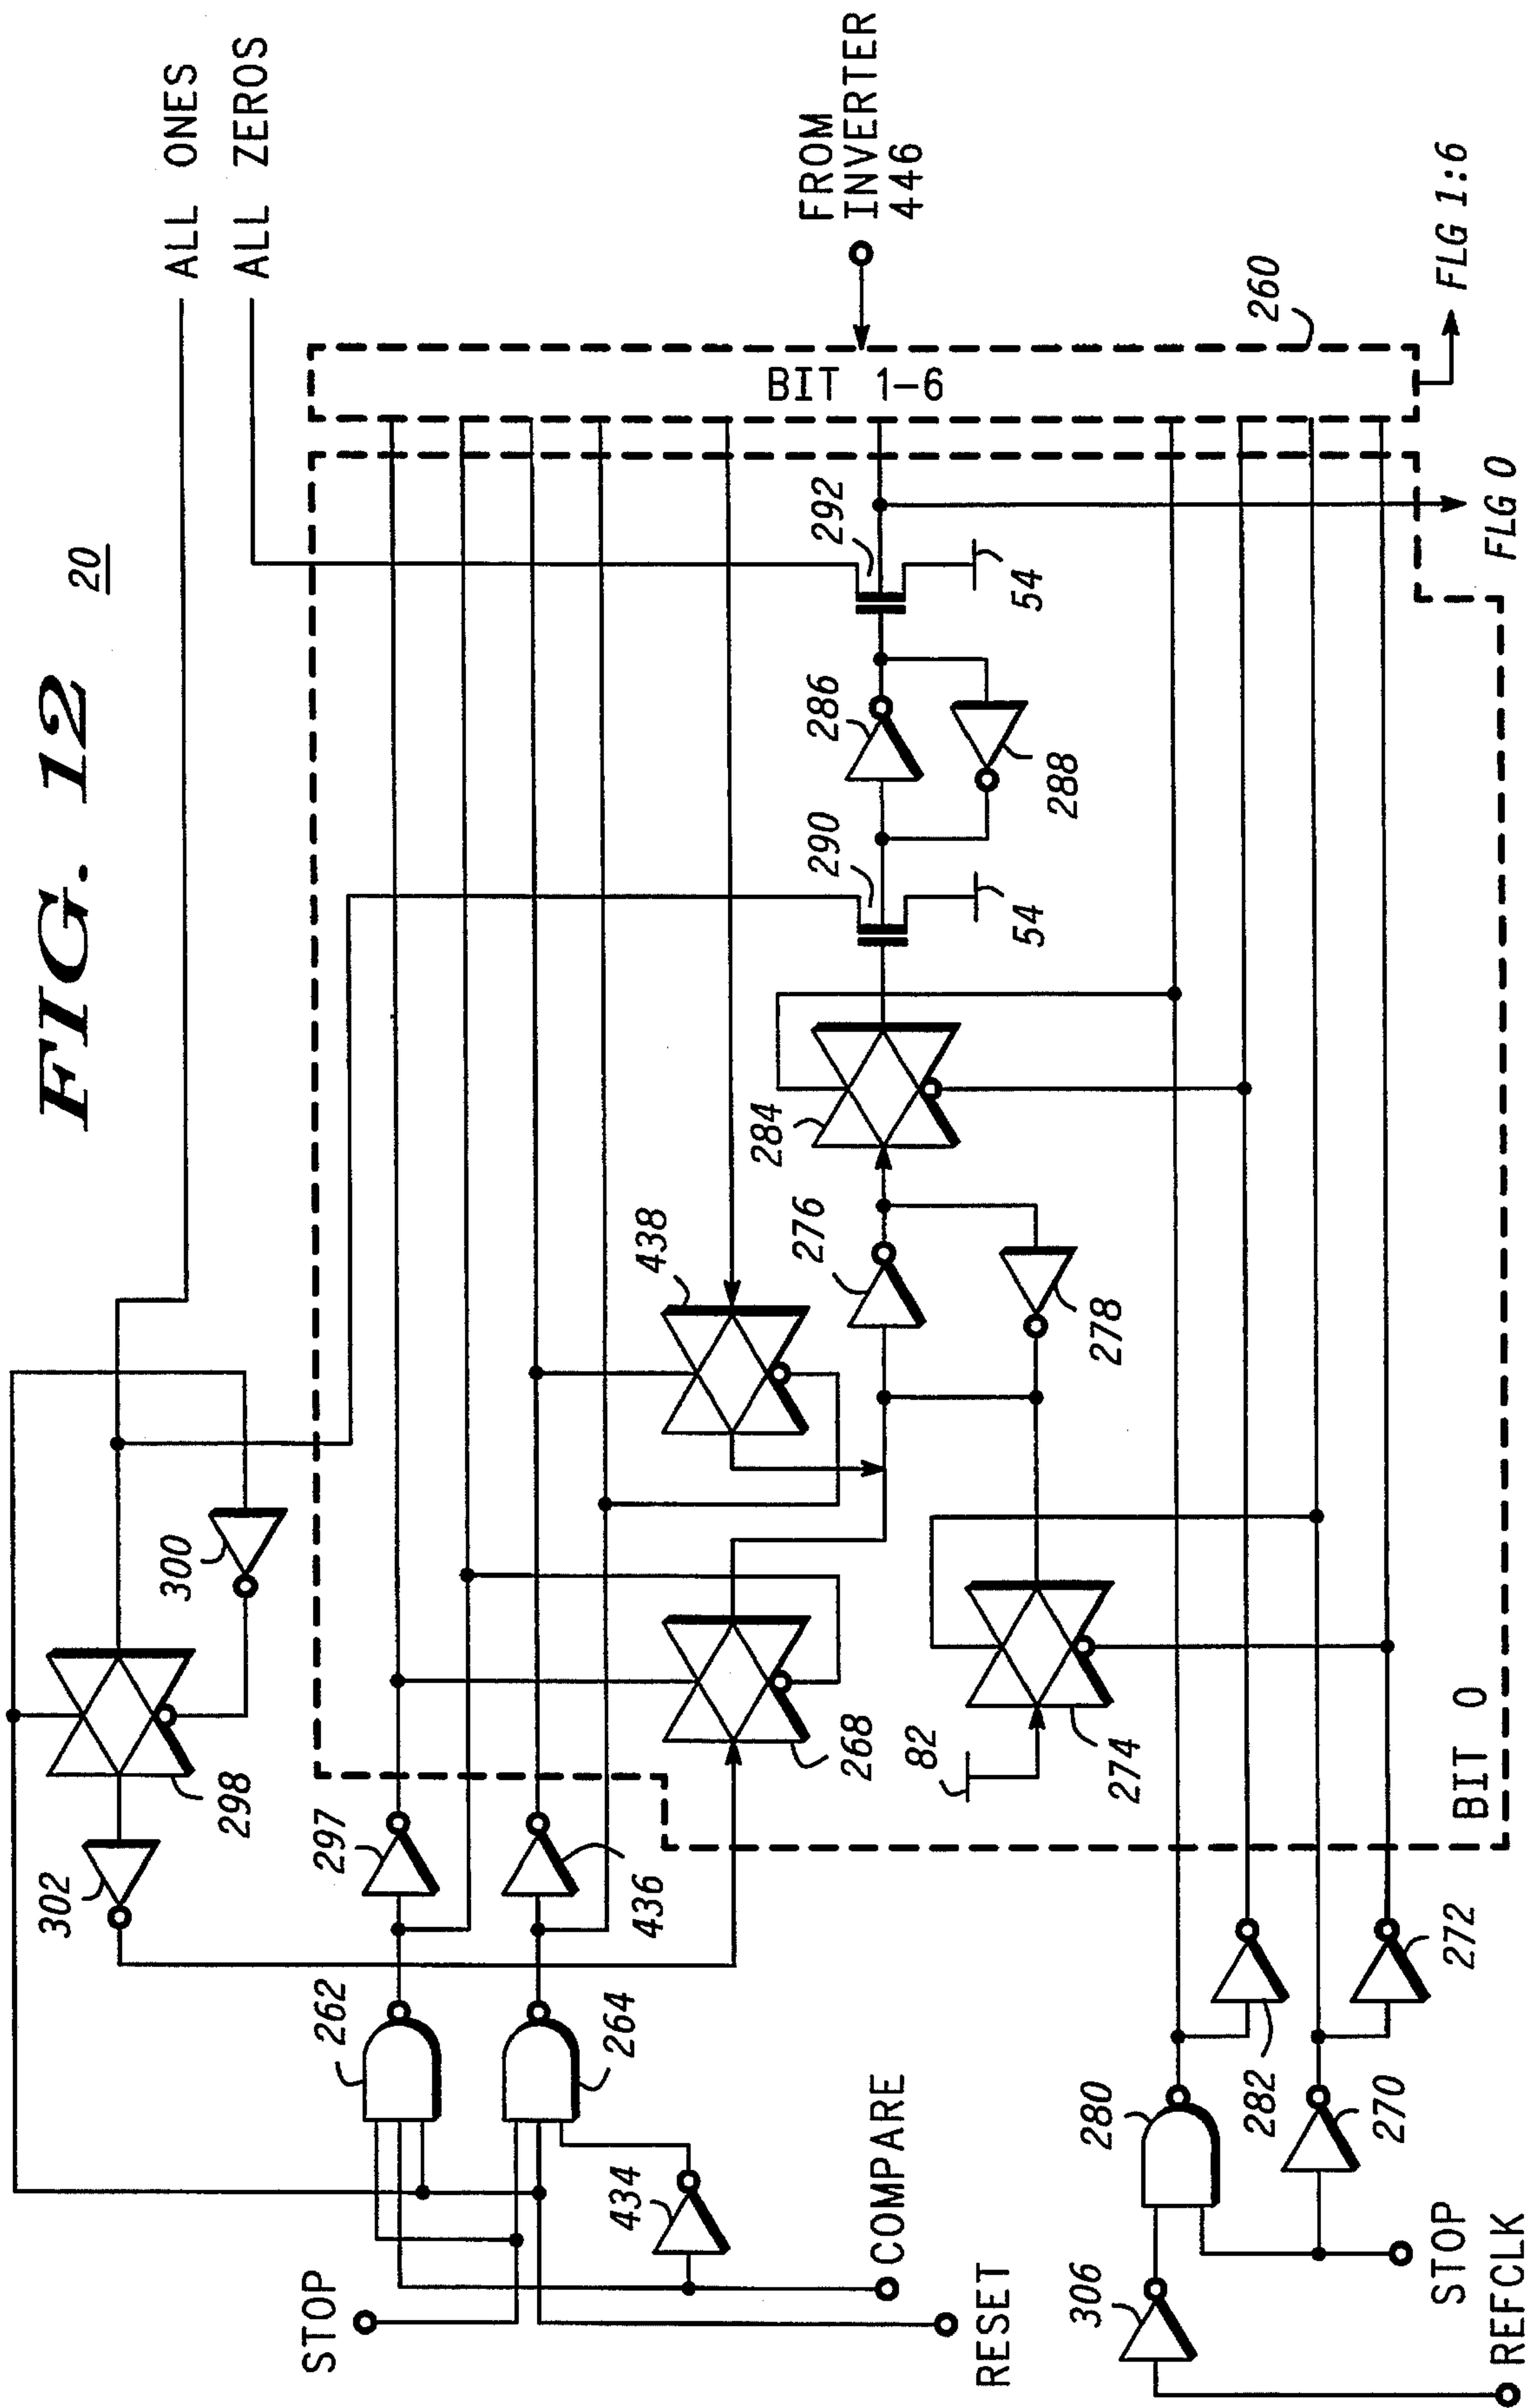 FIG. 12
20
ALL ONES
ALL ZEROS
300
298
302
297
436
262
264
STOP
434
COMPARE
RESET
438
268
276
278
284
290
54
286
288
292
54
FROM
INVERTER
446
BIT 1-6
260
FLG 1:6
FLG 0
82
274
BIT 0
280
282
270
272
306
STOP
REFCLK